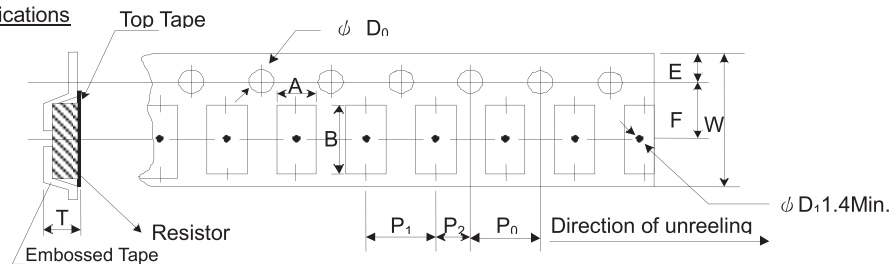 ications
Top Tape
ϕ D₀
A
E
B
F
W
T
ϕ D₁1.4Min.
P₁
P₂
P₀
Direction of unreeling
Resistor
Embossed Tape